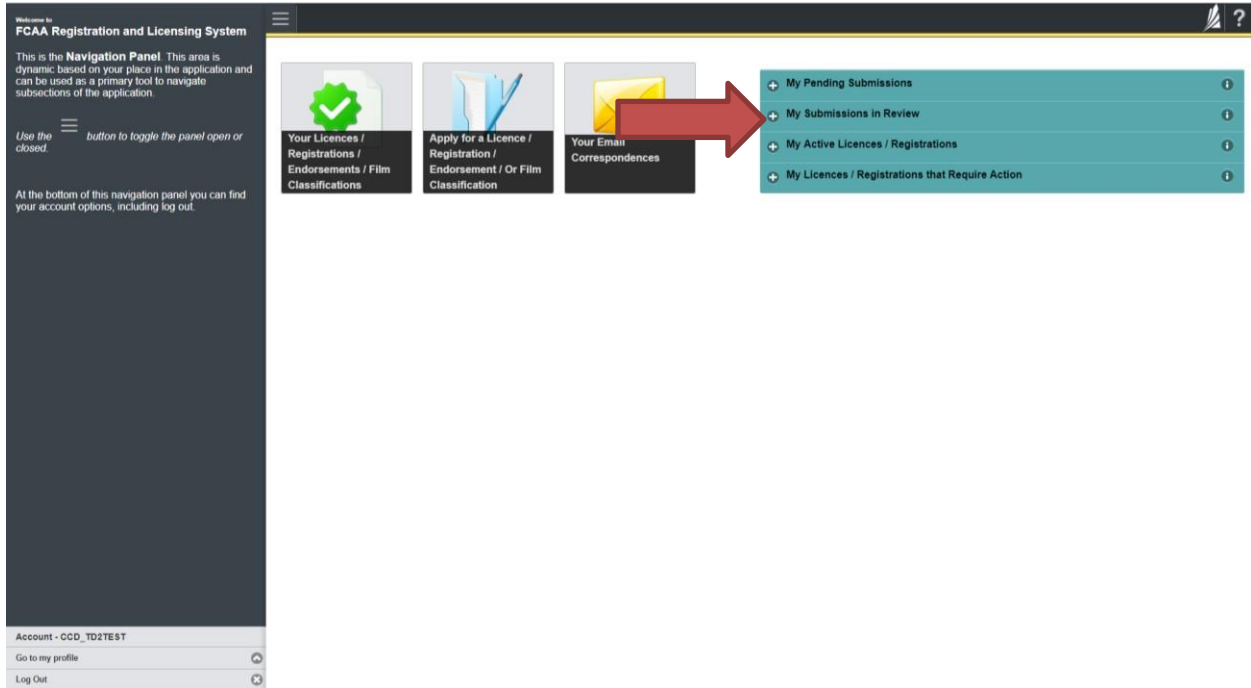 Welcome to
FCAA Registration and Licensing System
This is the Navigation Panel. This area is
dynamic based on your place in the application and
can be used as a primary tool to navigate
subsections of the application.
Use the button to toggle the panel open or
closed.
At the bottom of this navigation panel you can find
your account options, including log out.
Account - CCD_TD2TEST
Go to my profile
Log Out
?
Your Licences /
Registrations /
Endorsements / Film
Classifications
Apply for a Licence /
Registration /
Endorsement / Or Film
Classification
Your Email
Correspondences
My Pending Submissions
My Submissions in Review
My Active Licences / Registrations
My Licences / Registrations that Require Action